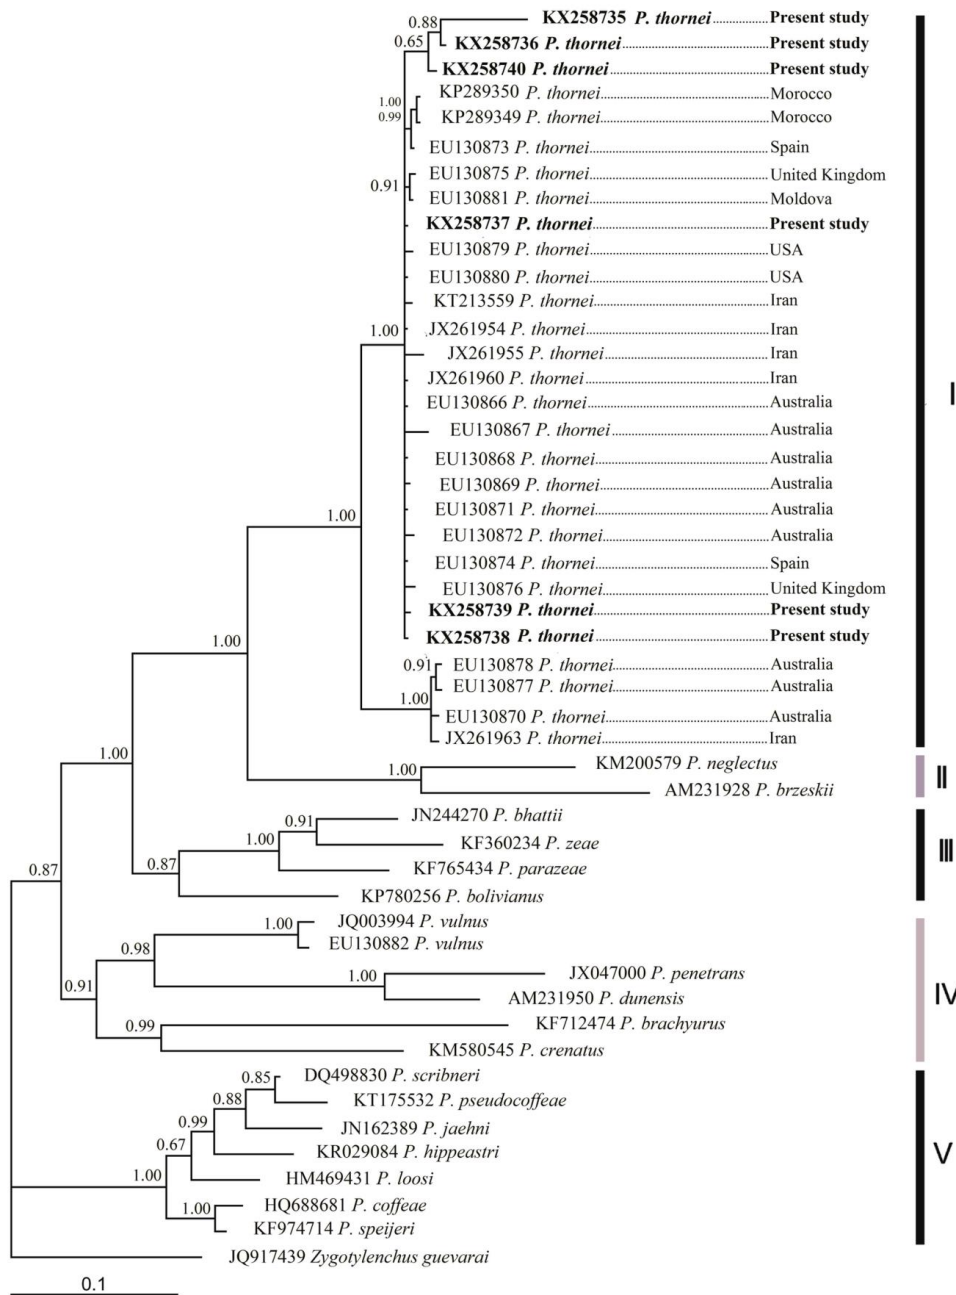 0.88
KX258735 P. thornei Present study
0.65
KX258736 P. thornei Present study
KX258740 P. thornei Present study
KP289350 P. thornei Morocco
1.00
0.99
KP289349 P. thornei Morocco
EU130873 P. thornei Spain
EU130875 P. thornei United Kingdom
0.91
EU130881 P. thornei Moldova
KX258737 P. thornei Present study
EU130879 P. thornei USA
EU130880 P. thornei USA
KT213559 P. thornei Iran
1.00
JX261954 P. thornei Iran
JX261955 P. thornei Iran
JX261960 P. thornei Iran
I
EU130866 P. thornei Australia
EU130867 P. thornei Australia
EU130868 P. thornei Australia
EU130869 P. thornei Australia
EU130871 P. thornei Australia
1.00
EU130872 P. thornei Australia
EU130874 P. thornei Spain
EU130876 P. thornei United Kingdom
KX258739 P. thornei Present study
KX258738 P. thornei Present study
1.00
0.91
EU130878 P. thornei Australia
EU130877 P. thornei Australia
1.00
EU130870 P. thornei Australia
JX261963 P. thornei Iran
1.00
KM200579 P. neglectus
1.00
II
AM231928 P. brzeskii
JN244270 P. bhattii
0.91
1.00
KF360234 P. zeae
III
0.87
0.87
KF765434 P. parazeae
KP780256 P. bolivianus
1.00
JQ003994 P. vulnus
EU130882 P. vulnus
0.98
1.00
JX047000 P. penetrans
0.91
IV
AM231950 P. dunensis
0.99
KF712474 P. brachyurus
KM580545 P. crenatus
0.85
DQ498830 P. scribneri
0.88
KT175532 P. pseudocoffeae
0.99
JN162389 P. jaehni
0.67
KR029084 P. hippeastri
V
1.00
HM469431 P. loosi
1.00
HQ688681 P. coffeae
KF974714 P. speijeri
JQ917439 Zygotylenchus guevarai
0.1